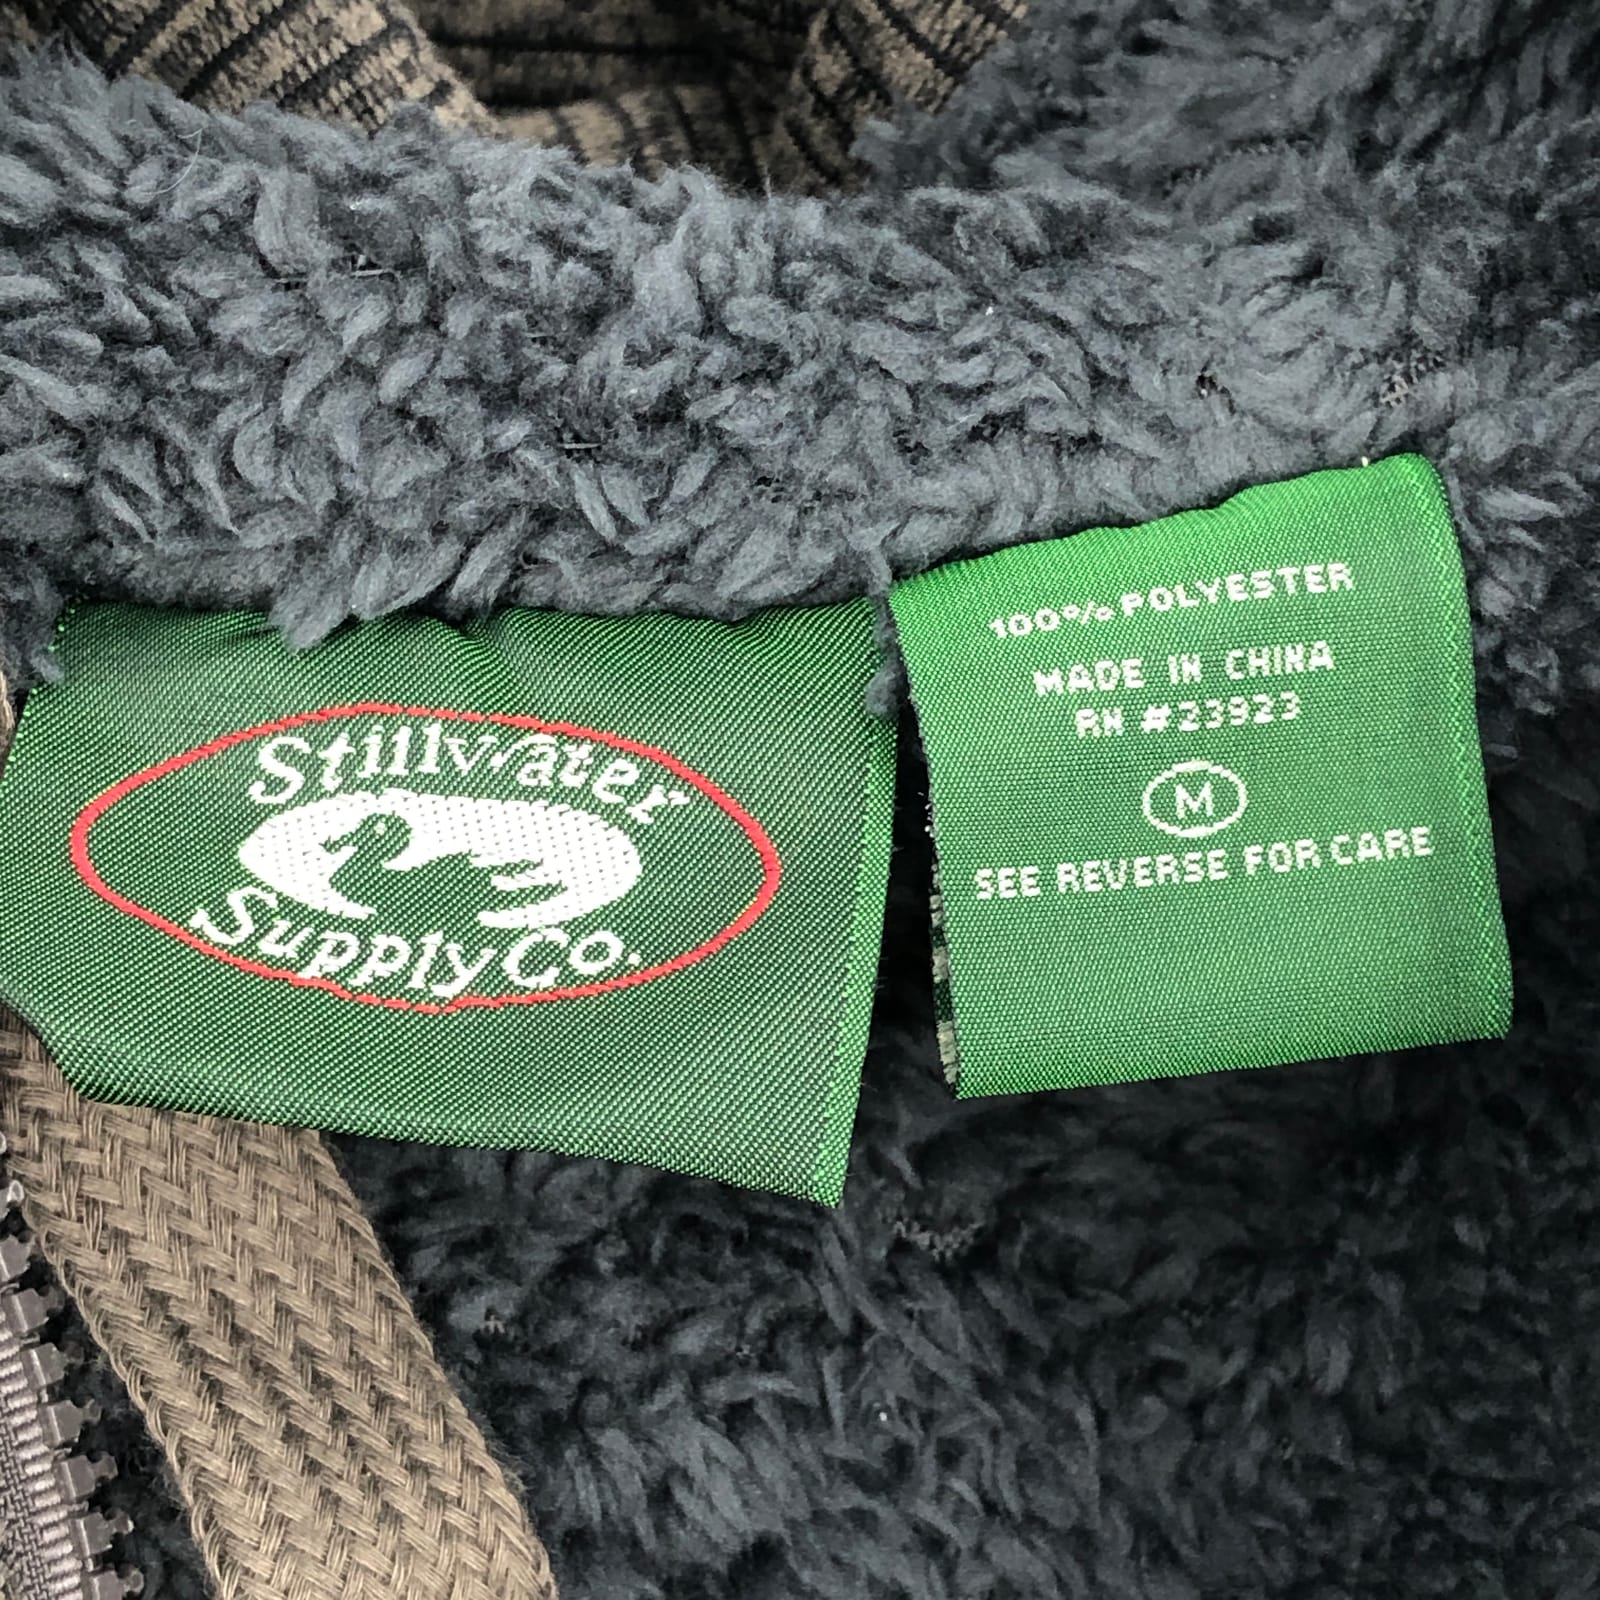 Stillwater
Supply Co.
100% POLYESTER
MADE IN CHINA
RN #23923
M
SEE REVERSE FOR CARE